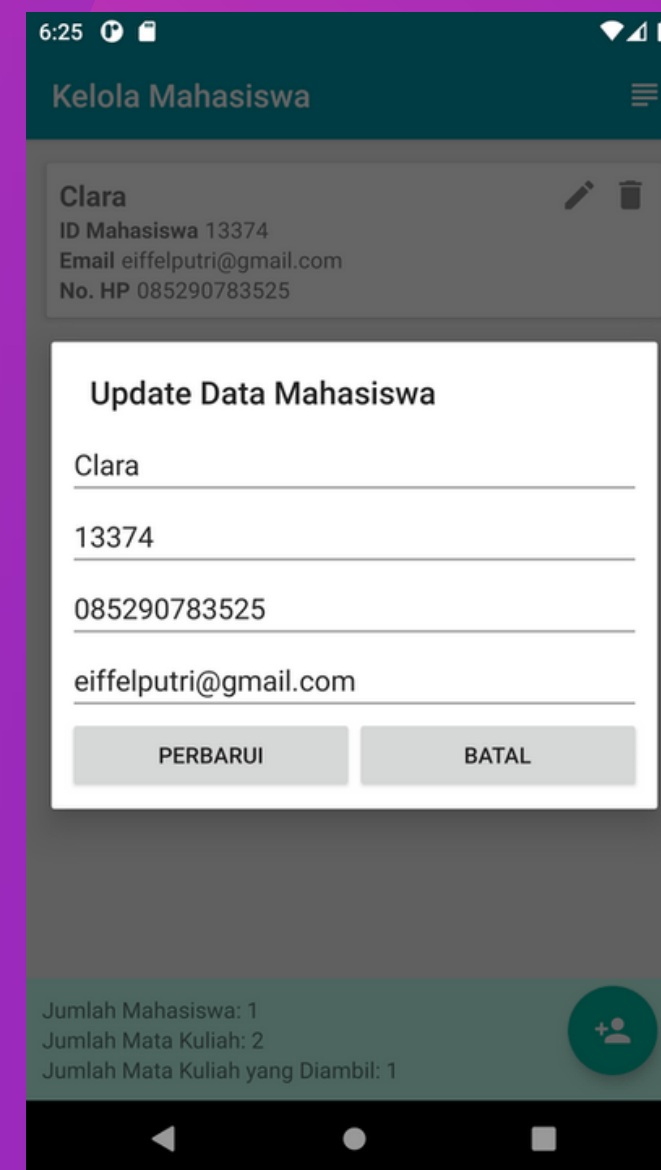 6:25
Kelola Mahasiswa
Clara
ID Mahasiswa 13374
Email eiffelputri@gmail.com
No. HP 085290783525
Update Data Mahasiswa
Clara
13374
085290783525
eiffelputri@gmail.com
PERBARUI BATAL
Jumlah Mahasiswa: 1
Jumlah Mata Kuliah: 2
Jumlah Mata Kuliah yang Diambil: 1